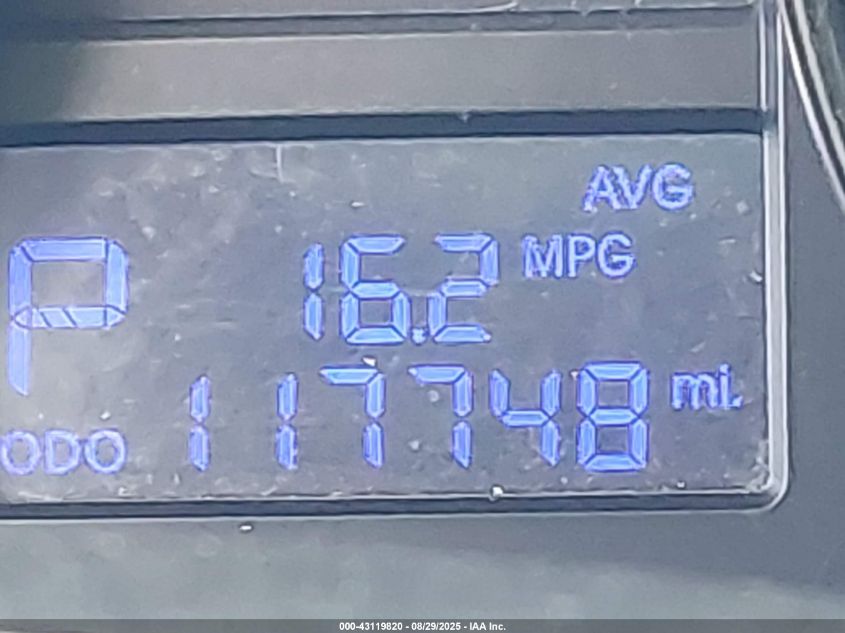 AVG
P 16.2 MPG
ODO 117748 mi.
000-43119820 - 08/29/2025 - IAA Inc.